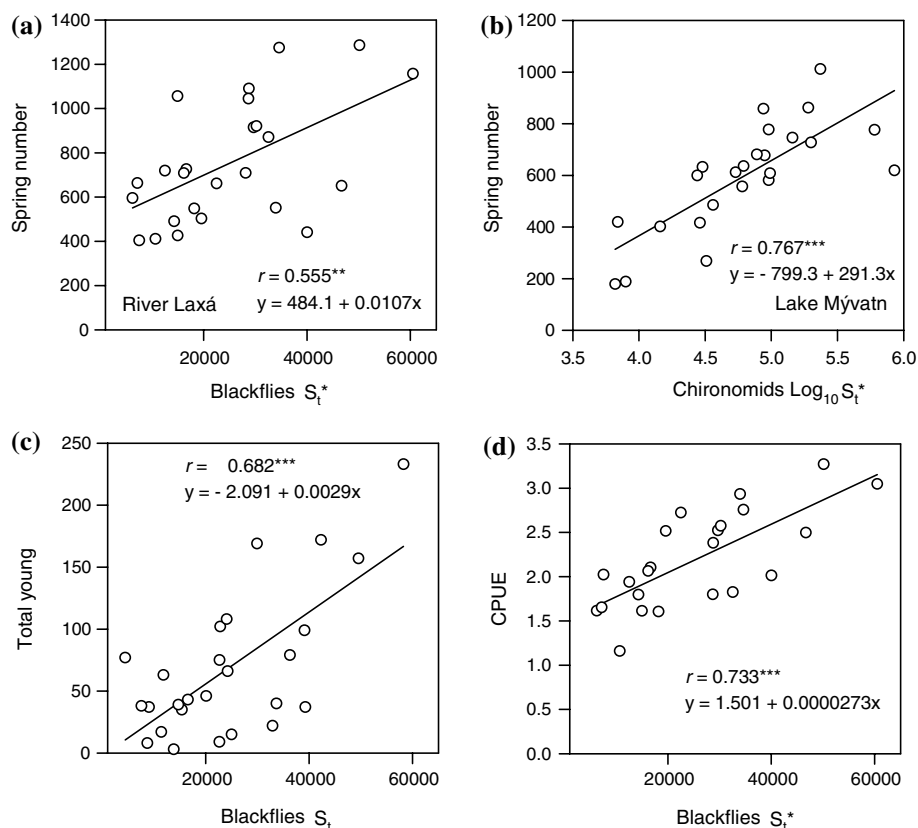 (a)
1400
1200
1000
800
600
400
200
0
Spring number
r = 0.555**
River Laxá
y = 484.1 + 0.0107x
20000
40000
60000
Blackflies St*
(b)
1200
1000
800
600
400
200
0
Spring number
r = 0.767***
y = - 799.3 + 291.3x
Lake Mývatn
3.5
4.0
4.5
5.0
5.5
6.0
Chironomids Log10 St*
(c)
250
200
150
100
50
0
Total young
r = 0.682***
y = - 2.091 + 0.0029x
20000
40000
60000
Blackflies St
(d)
3.5
3.0
2.5
2.0
1.5
1.0
0.5
0.0
CPUE
r = 0.733***
y = 1.501 + 0.0000273x
20000
40000
60000
Blackflies St*